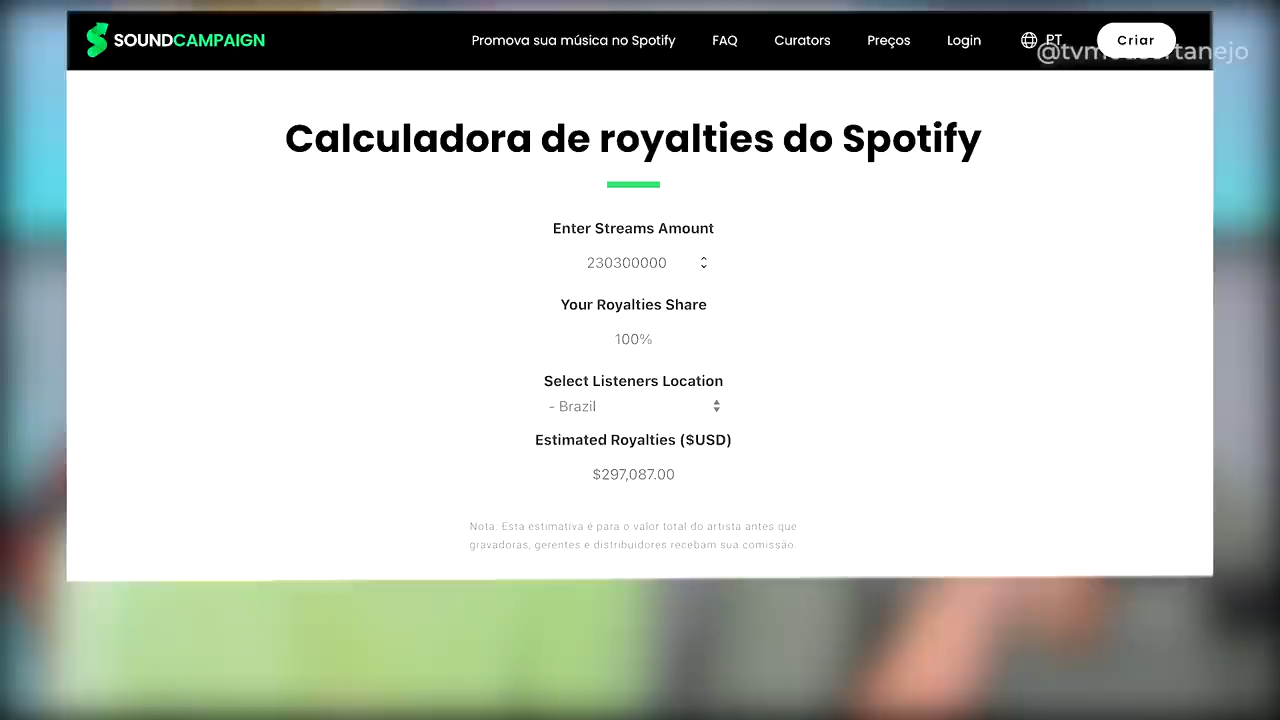 SOUNDCAMPAIGN
Promova sua música no Spotify FAQ Curators Preços Login PT Criar
@tvmeusertanejo
Calculadora de royalties do Spotify
Enter Streams Amount
230300000
Your Royalties Share
100%
Select Listeners Location
- Brazil
Estimated Royalties ($USD)
$297,087.00
Nota: Esta estimativa é para o valor total do artista antes que
gravadoras, gerentes e distribuidores recebam sua comissão.